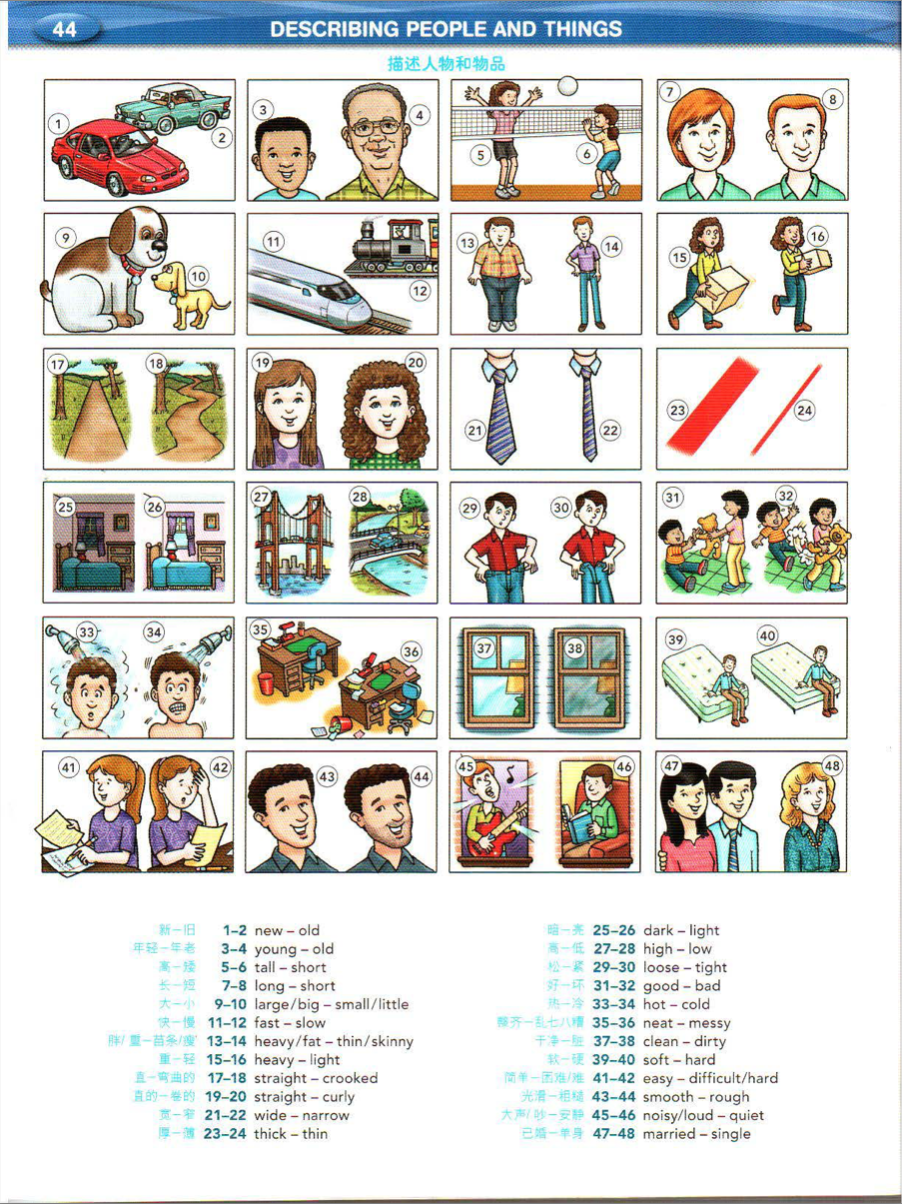 44
DESCRIBING PEOPLE AND THINGS
描述人物和物品
1
2
3
4
5
6
7
8
9
10
11
12
13
14
15
16
17
18
19
20
21
22
23
24
25
26
27
28
29
30
31
32
33
34
35
36
37
38
39
40
41
42
43
44
45
46
47
48
新－旧 1–2 new – old
年轻－年老 3–4 young – old
高－矮 5–6 tall – short
长－短 7–8 long – short
大－小 9–10 large/big – small/little
快－慢 11–12 fast – slow
胖/重－苗条/瘦 13–14 heavy/fat – thin/skinny
重－轻 15–16 heavy – light
直－弯曲的 17–18 straight – crooked
直的－卷的 19–20 straight – curly
宽－窄 21–22 wide – narrow
厚－薄 23–24 thick – thin
暗－亮 25–26 dark – light
高－低 27–28 high – low
松－紧 29–30 loose – tight
好－坏 31–32 good – bad
热－冷 33–34 hot – cold
整齐－乱七八糟 35–36 neat – messy
干净－脏 37–38 clean – dirty
软－硬 39–40 soft – hard
简单－困难/难 41–42 easy – difficult/hard
光滑－粗糙 43–44 smooth – rough
大声/吵－安静 45–46 noisy/loud – quiet
已婚－单身 47–48 married – single